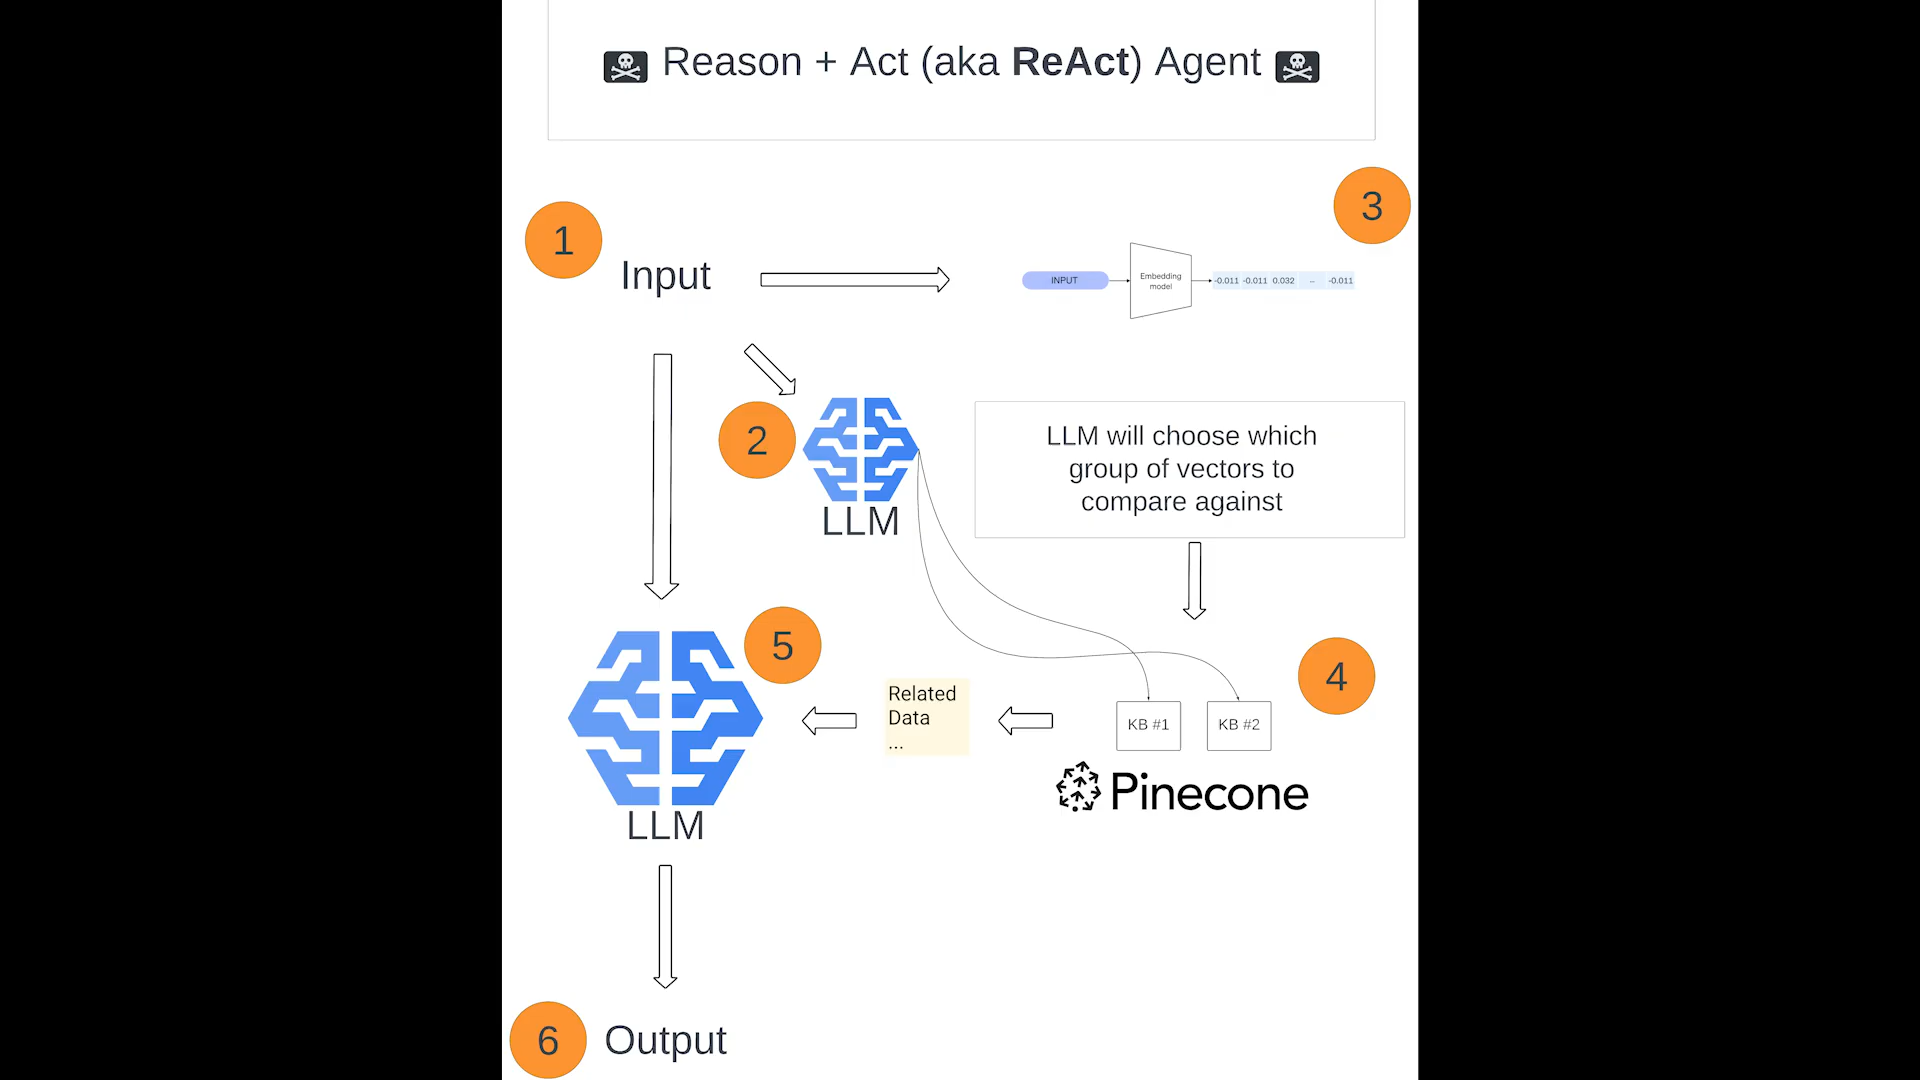 Reason + Act (aka ReAct) Agent
3
1
Input
INPUT
Embedding
model
-0.011 -0.011 0.032 ... -0.011
2
LLM
LLM will choose which
group of vectors to
compare against
5
4
Related
Data
...
KB #1
KB #2
Pinecone
LLM
6
Output